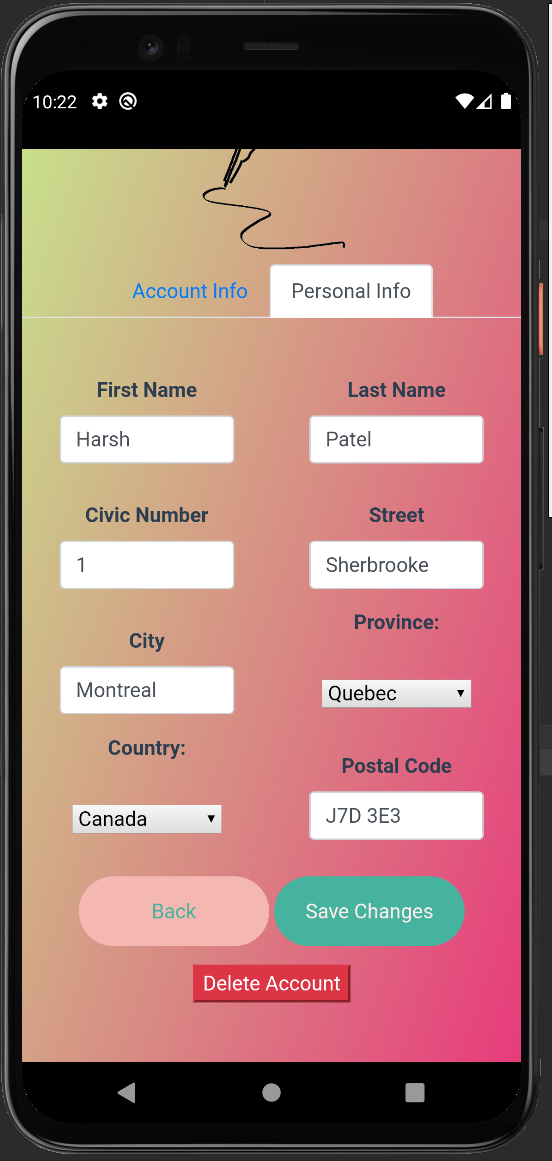 10:22
Account Info Personal Info
First Name Last Name
Harsh Patel
Civic Number Street
1 Sherbrooke
Province:
City
Montreal Quebec
Country:
Postal Code
Canada J7D 3E3
Back Save Changes
Delete Account